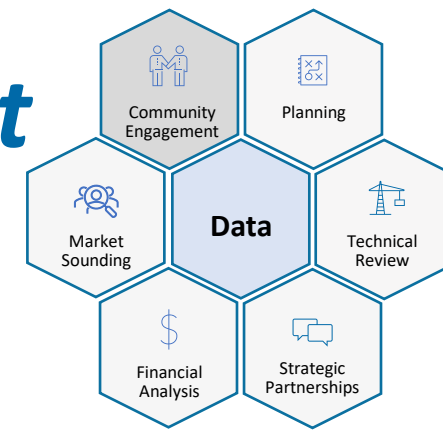 t
Community
Engagement
Planning
Market
Sounding
Data
Technical
Review
Financial
Analysis
Strategic
Partnerships